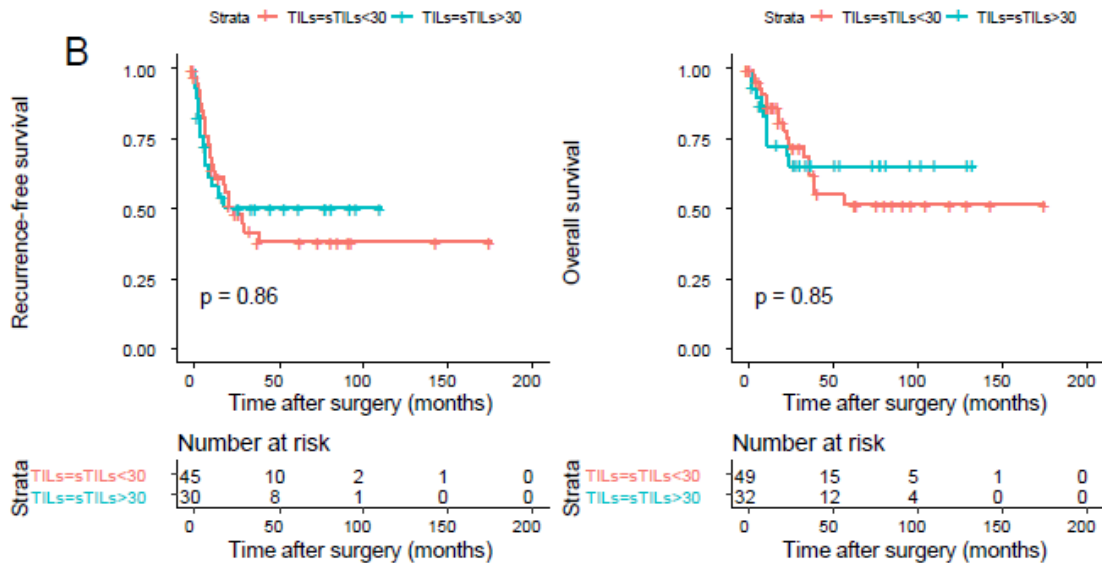 Strata TILs=sTILs<30 TILs=sTILs>30
B
Recurrence-free survival
1.00
0.75
0.50
0.25
0.00
p = 0.86
0 50 100 150 200
Time after surgery (months)
Number at risk
Strata
TILs=sTILs<30 45 10 2 1 0
TILs=sTILs>30 30 8 1 0 0
0 50 100 150 200
Time after surgery (months)
Strata TILs=sTILs<30 TILs=sTILs>30
Overall survival
1.00
0.75
0.50
0.25
0.00
p = 0.85
0 50 100 150 200
Time after surgery (months)
Number at risk
Strata
TILs=sTILs<30 49 15 5 1 0
TILs=sTILs>30 32 12 4 0 0
0 50 100 150 200
Time after surgery (months)